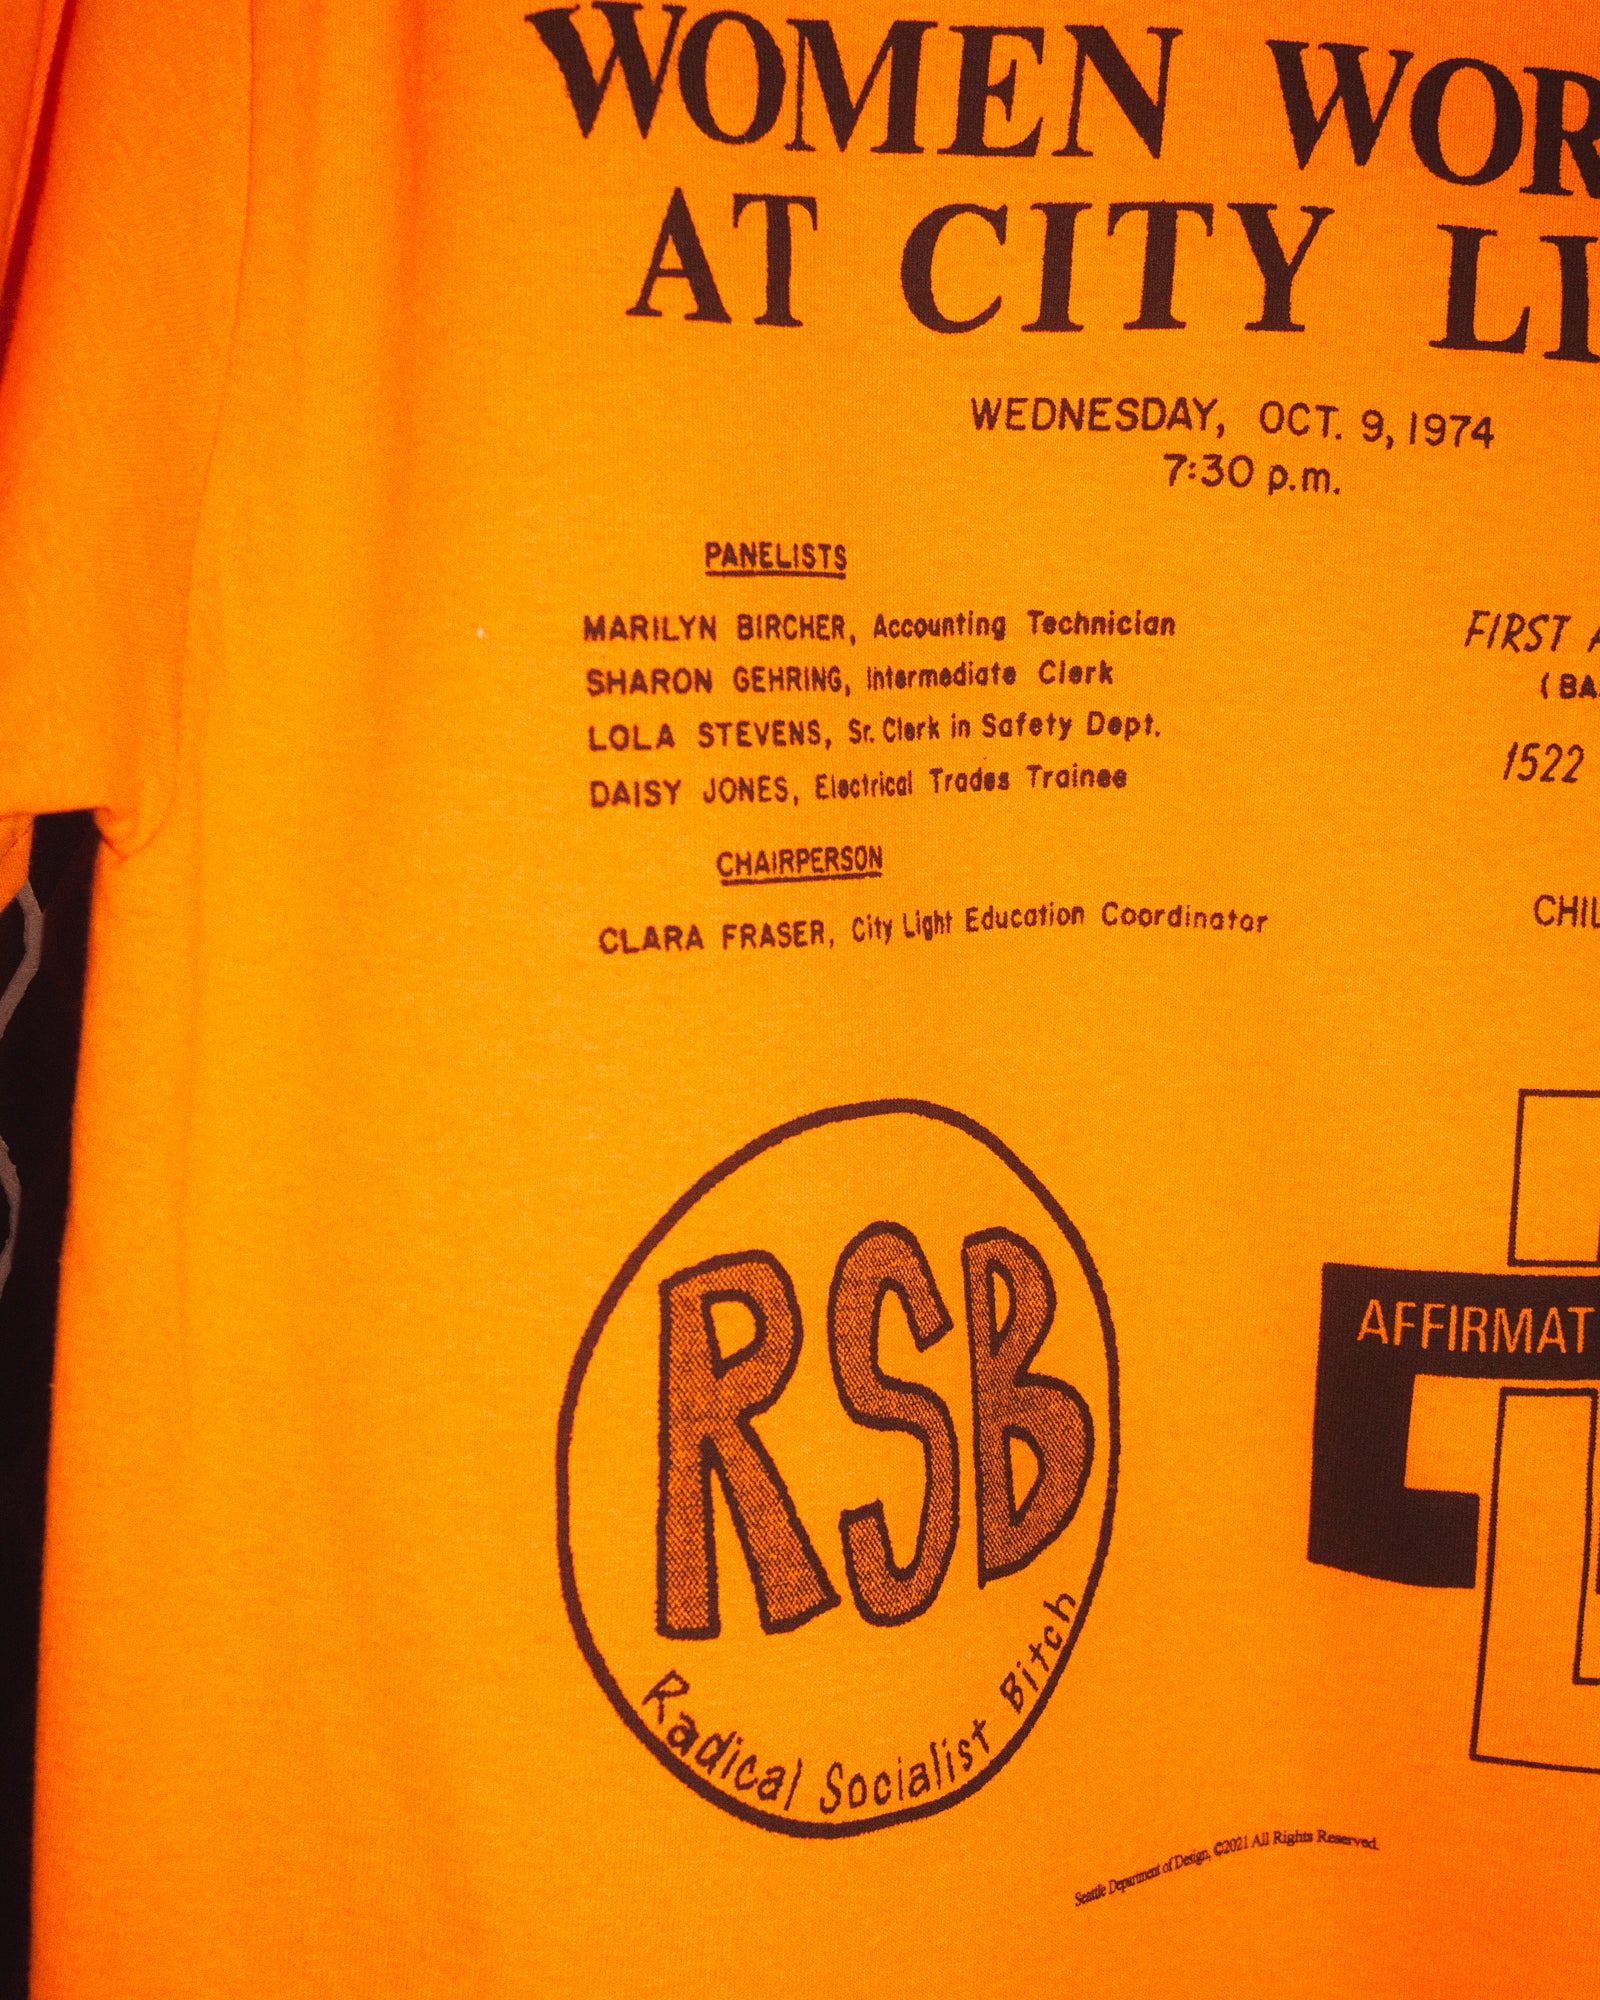 WOMEN WOR
AT CITY LI
WEDNESDAY, OCT. 9, 1974
7:30 p.m.
PANELISTS
MARILYN BIRCHER, Accounting Technician
SHARON GEHRING, Intermediate Clerk
LOLA STEVENS, Sr. Clerk in Safety Dept.
DAISY JONES, Electrical Trades Trainee
CHAIRPERSON
CLARA FRASER, City Light Education Coordinator
FIRST A
(BA
1522
CHIL
RSB
Radical Socialist Bitch
AFFIRMAT
Seattle Department of Design, ©2021 All Rights Reserved.